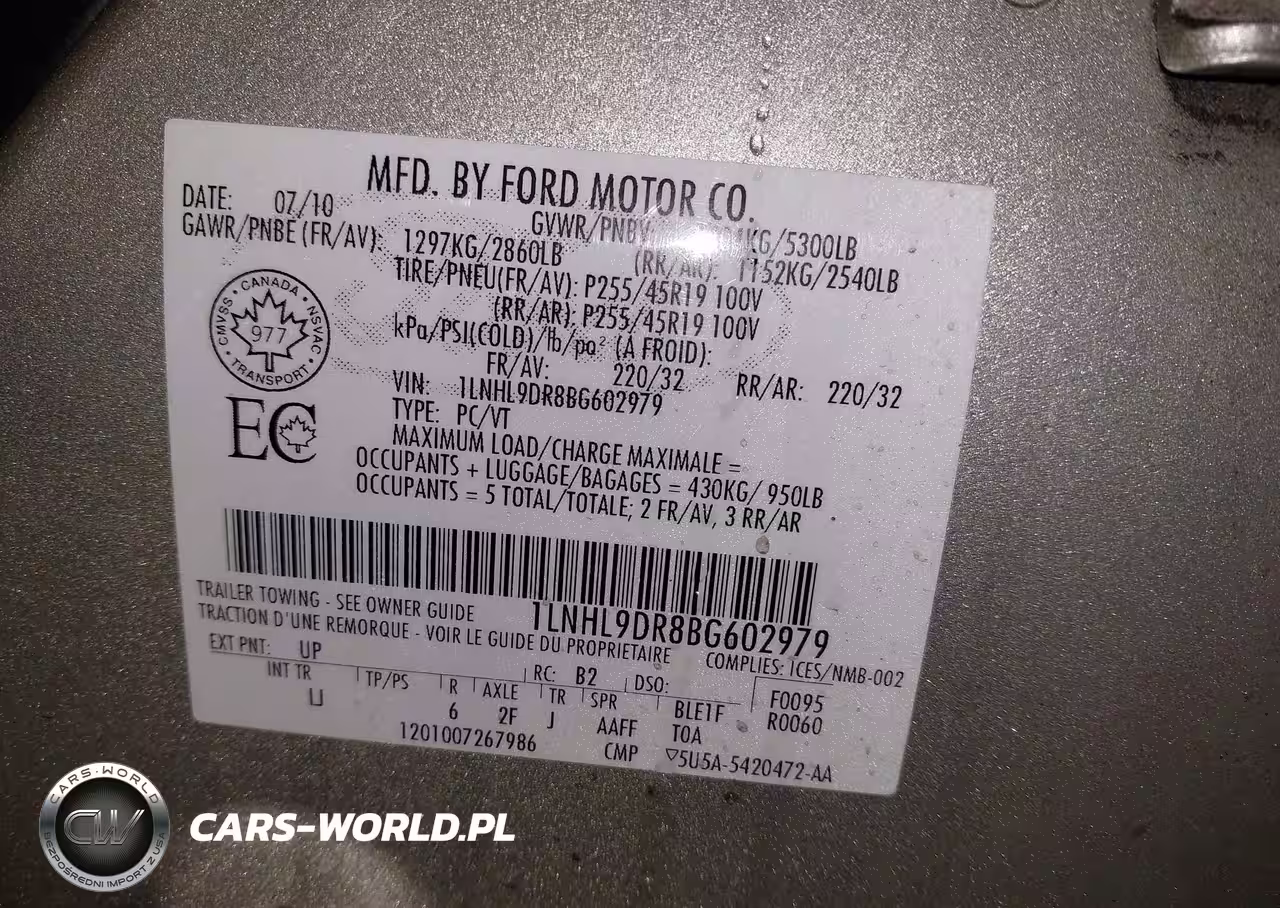 MFD. BY FORD MOTOR CO.
DATE: 07/10
GVWR/PNBV: KG/5300LB
GAWR/PNBE (FR/AV): 1297KG/2860LB (RR/AR): 1152KG/2540LB
TIRE/PNEU(FR/AV): P255/45R19 100V
(RR/AR): P255/45R19 100V
kPa/PSI(COLD)/lb/po² (A FROID):
FR/AV: 220/32 RR/AR: 220/32
CMVSS · CANADA · NSVAC · TRANSPORT ·
977
VIN: 1LNHL9DR8BG602979
TYPE: PC/VT
EC
MAXIMUM LOAD/CHARGE MAXIMALE =
OCCUPANTS + LUGGAGE/BAGAGES = 430KG/ 950LB
OCCUPANTS = 5 TOTAL/TOTALE; 2 FR/AV, 3 RR/AR
TRAILER TOWING - SEE OWNER GUIDE
1LNHL9DR8BG602979
TRACTION D'UNE REMORQUE - VOIR LE GUIDE DU PROPRIETAIRE
COMPLIES: ICES/NMB-002
EXT PNT: UP RC: B2 DSO: F0095
INT TR TP/PS R AXLE TR SPR BLE1F R0060
IJ 6 2F J AAFF T0A
1201007267986 CMP ▽5U5A-5420472-AA
CARS-WORLD
CW
BEZPOŚREDNI IMPORT Z USA
CARS-WORLD.PL